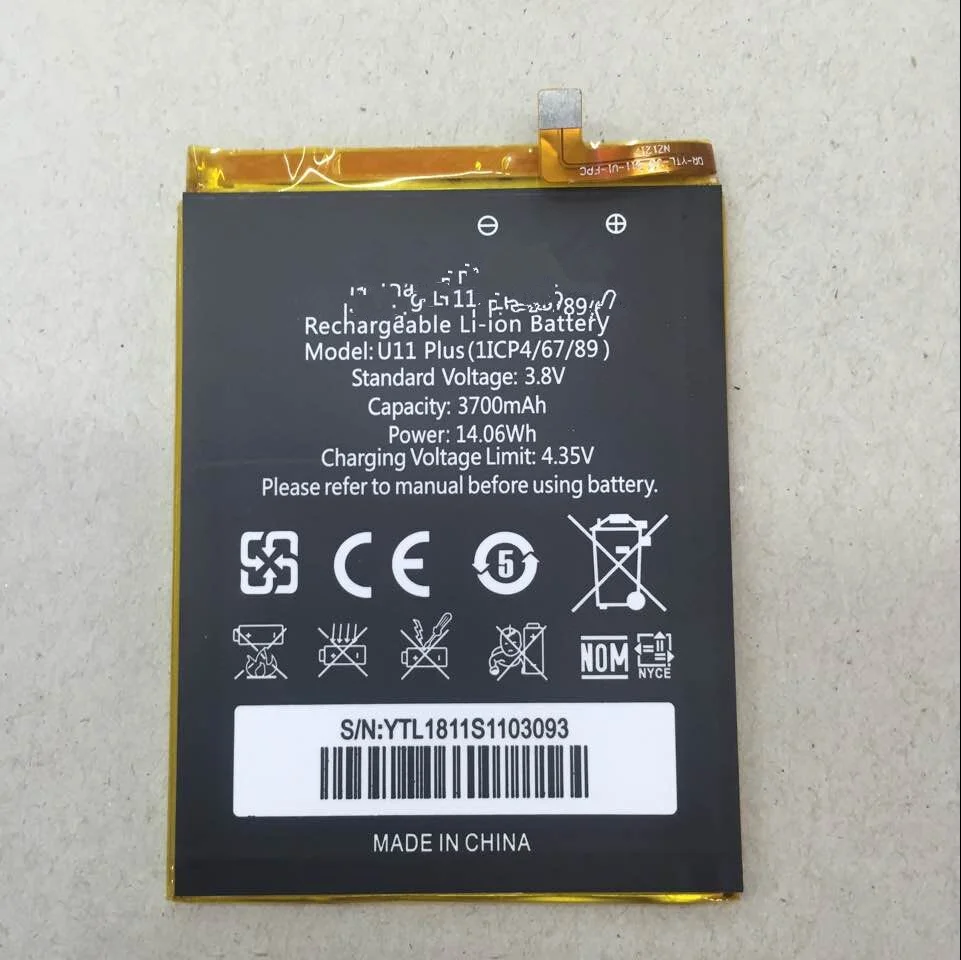 NZ121
⊖ ⊕
Rechargeable Li-ion Battery
Model: U11 Plus (1ICP4/67/89 )
Standard Voltage: 3.8V
Capacity: 3700mAh
Power: 14.06Wh
Charging Voltage Limit: 4.35V
Please refer to manual before using battery.
CE 5
NOM NYCE
S/N:YTL1811S1103093
MADE IN CHINA